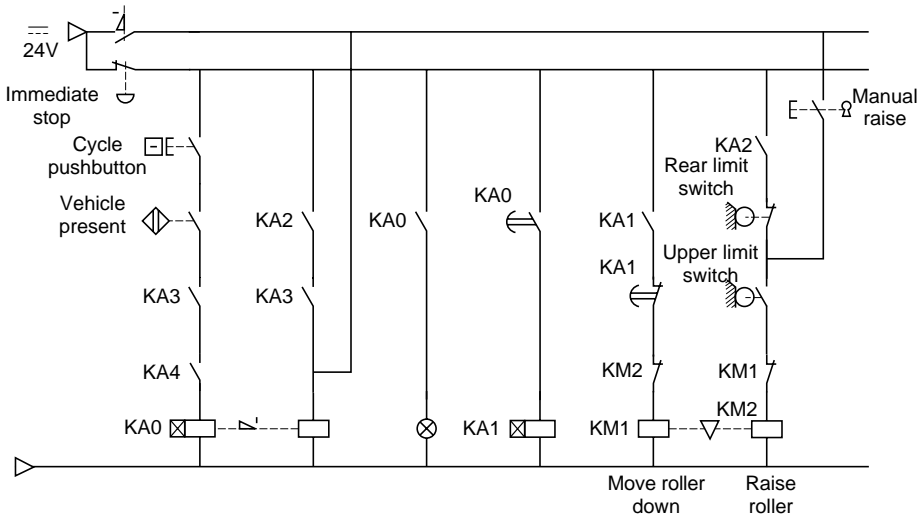 24V
Immediate
stop
Manual
raise
Cycle
pushbutton
KA2
Rear limit
switch
Vehicle
present
KA2
KA0
KA0
KA1
Upper limit
switch
KA1
KA3
KA3
KA4
KM2
KM1
KA0
KA1
KM1
KM2
Move roller
down
Raise
roller